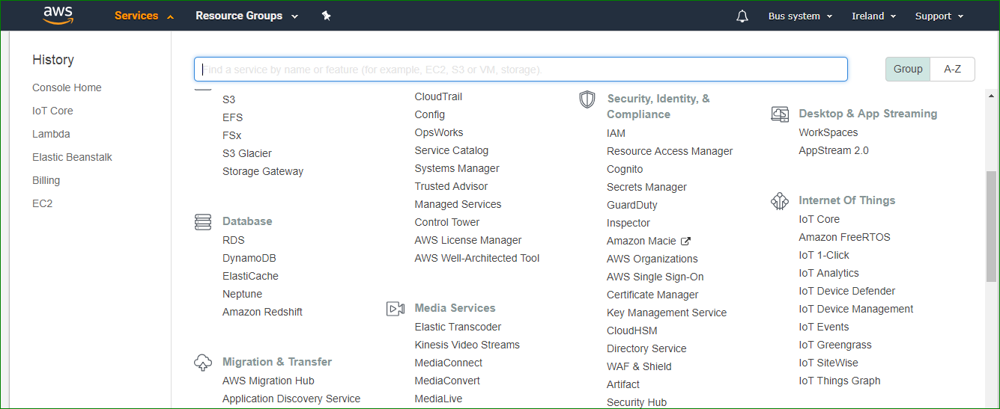 aws
Services
Resource Groups
Bus system
Ireland
Support
History
Console Home
IoT Core
Lambda
Elastic Beanstalk
Billing
EC2
Find a service by name or feature (for example, EC2, S3 or VM, storage).
Group
A-Z
S3
EFS
FSx
S3 Glacier
Storage Gateway
Database
RDS
DynamoDB
ElastiCache
Neptune
Amazon Redshift
Migration & Transfer
AWS Migration Hub
Application Discovery Service
CloudTrail
Config
OpsWorks
Service Catalog
Systems Manager
Trusted Advisor
Managed Services
Control Tower
AWS License Manager
AWS Well-Architected Tool
Media Services
Elastic Transcoder
Kinesis Video Streams
MediaConnect
MediaConvert
MediaLive
Security, Identity, &
Compliance
IAM
Resource Access Manager
Cognito
Secrets Manager
GuardDuty
Inspector
Amazon Macie
AWS Organizations
AWS Single Sign-On
Certificate Manager
Key Management Service
CloudHSM
Directory Service
WAF & Shield
Artifact
Security Hub
Desktop & App Streaming
WorkSpaces
AppStream 2.0
Internet Of Things
IoT Core
Amazon FreeRTOS
IoT 1-Click
IoT Analytics
IoT Device Defender
IoT Device Management
IoT Events
IoT Greengrass
IoT SiteWise
IoT Things Graph